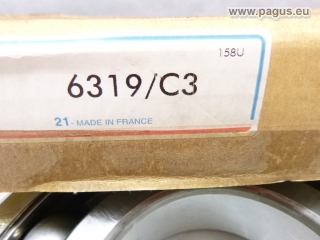 www.pagus.eu
158U
6319/C3
21 - MADE IN FRANCE